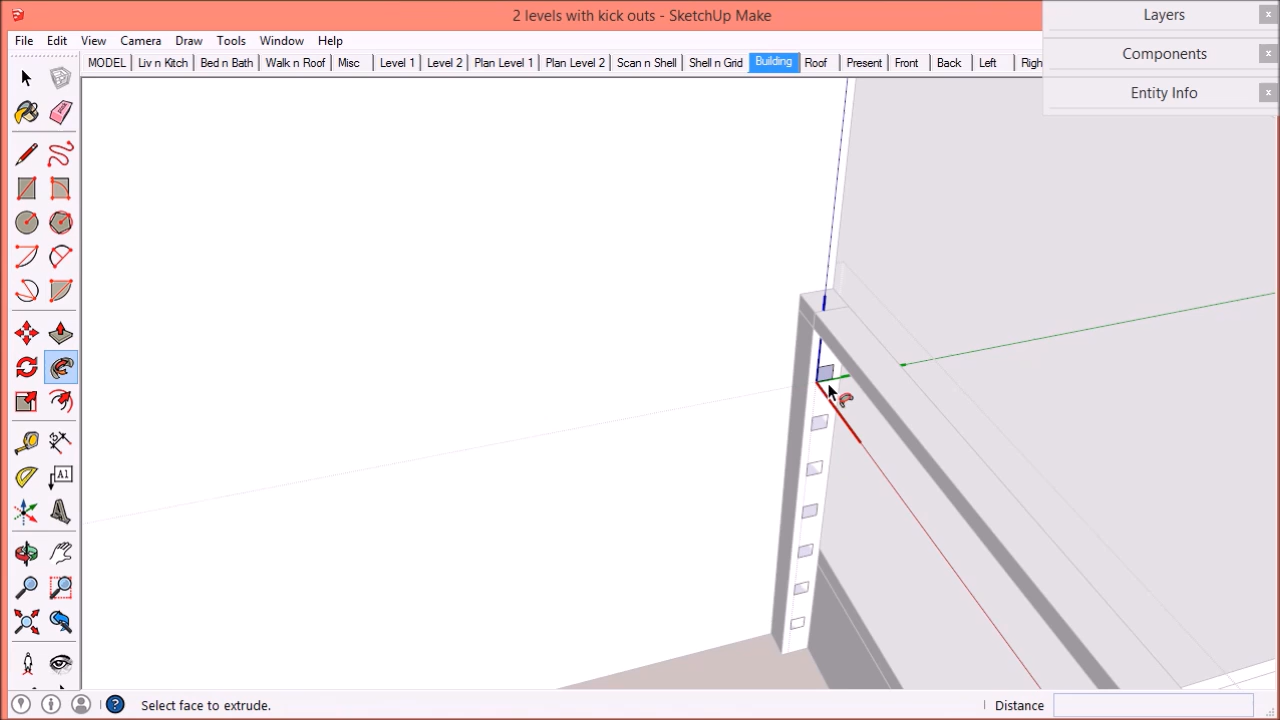 2 levels with kick outs - SketchUp Make
Layers
x
File Edit View Camera Draw Tools Window Help
Components
x
MODEL Liv n Kitch Bed n Bath Walk n Roof Misc Level 1 Level 2 Plan Level 1 Plan Level 2 Scan n Shell Shell n Grid Building Roof Present Front Back Left Righ
Entity Info
x
A1
Select face to extrude.
Distance